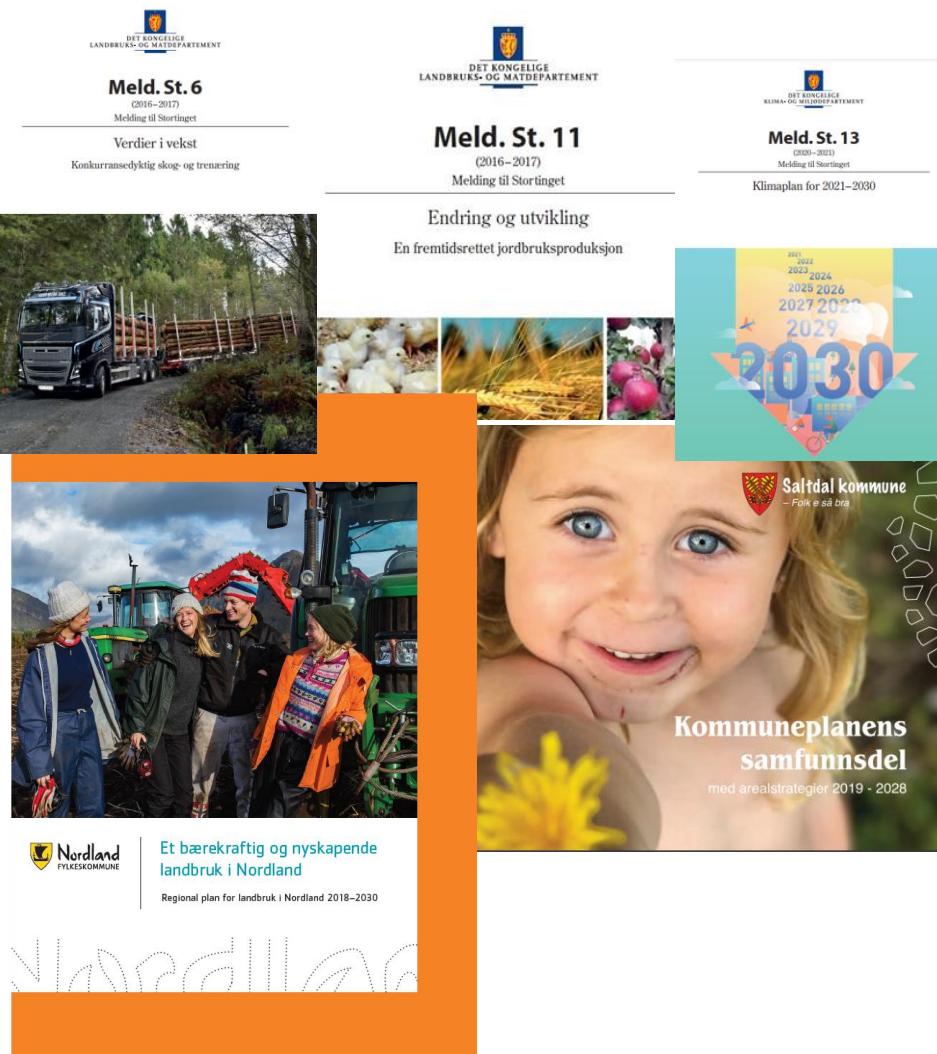 DET KONGELIGE
LANDBRUKS- OG MATDEPARTEMENT
Meld. St. 6
(2016–2017)
Melding til Stortinget
Verdier i vekst
Konkurransedyktig skog- og trenæring
DET KONGELIGE
LANDBRUKS- OG MATDEPARTEMENT
Meld. St. 11
(2016–2017)
Melding til Stortinget
Endring og utvikling
En fremtidsrettet jordbruksproduksjon
DET KONGELIGE
KLIMA- OG MILJØDEPARTEMENT
Meld. St. 13
(2020–2021)
Melding til Stortinget
Klimaplan for 2021–2030
2021
2022
2023
2024
2025 2026
2027 2028
2029
2030
Saltdal kommune
– Folk e så bra
Kommuneplanens
samfunnsdel
med arealstrategier 2019 - 2028
Nordland
FYLKESKOMMUNE
Et bærekraftig og nyskapende
landbruk i Nordland
Regional plan for landbruk i Nordland 2018–2030
Nordland